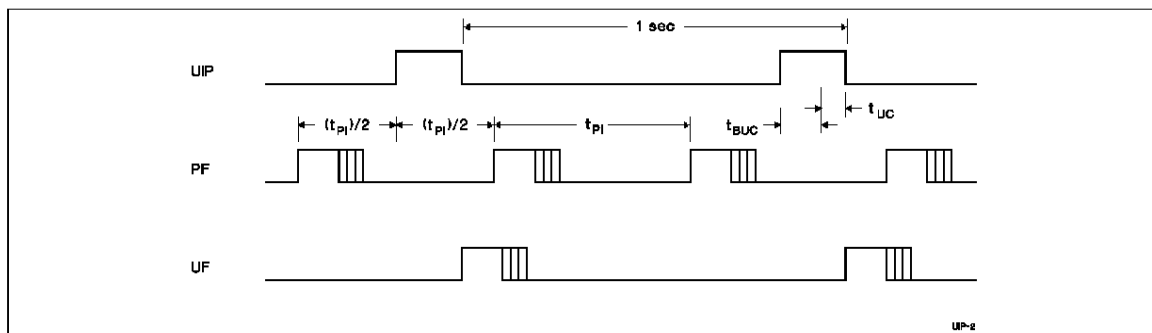 1 sec
UIP
tUC
(tPI)/2 (tPI)/2 tPI tBUC
PF
UF
UIP-2